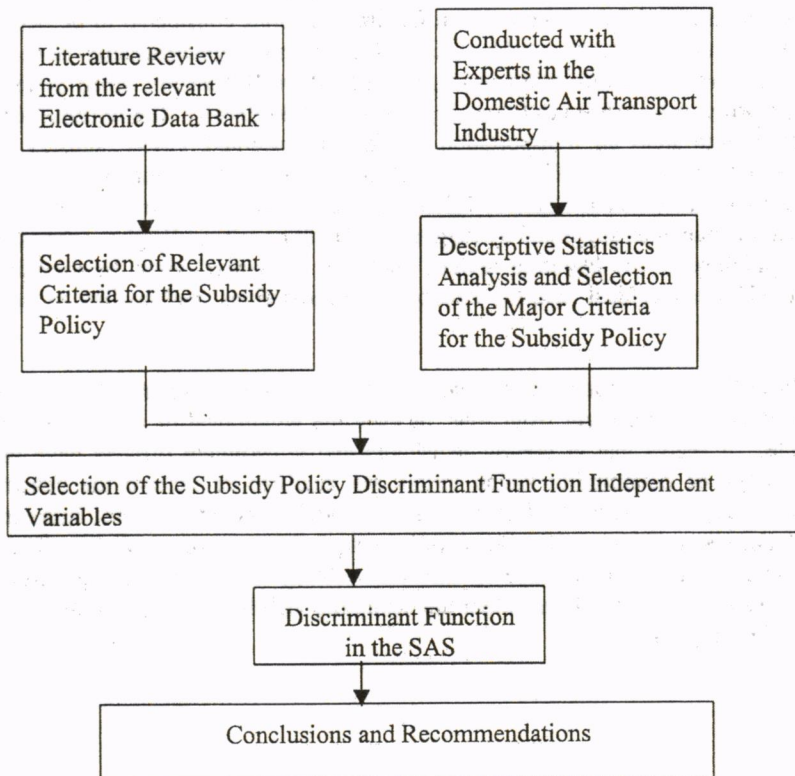 Literature Review
from the relevant
Electronic Data Bank
Conducted with
Experts in the
Domestic Air Transport
Industry
Selection of Relevant
Criteria for the Subsidy
Policy
Descriptive Statistics
Analysis and Selection
of the Major Criteria
for the Subsidy Policy
Selection of the Subsidy Policy Discriminant Function Independent
Variables
Discriminant Function
in the SAS
Conclusions and Recommendations